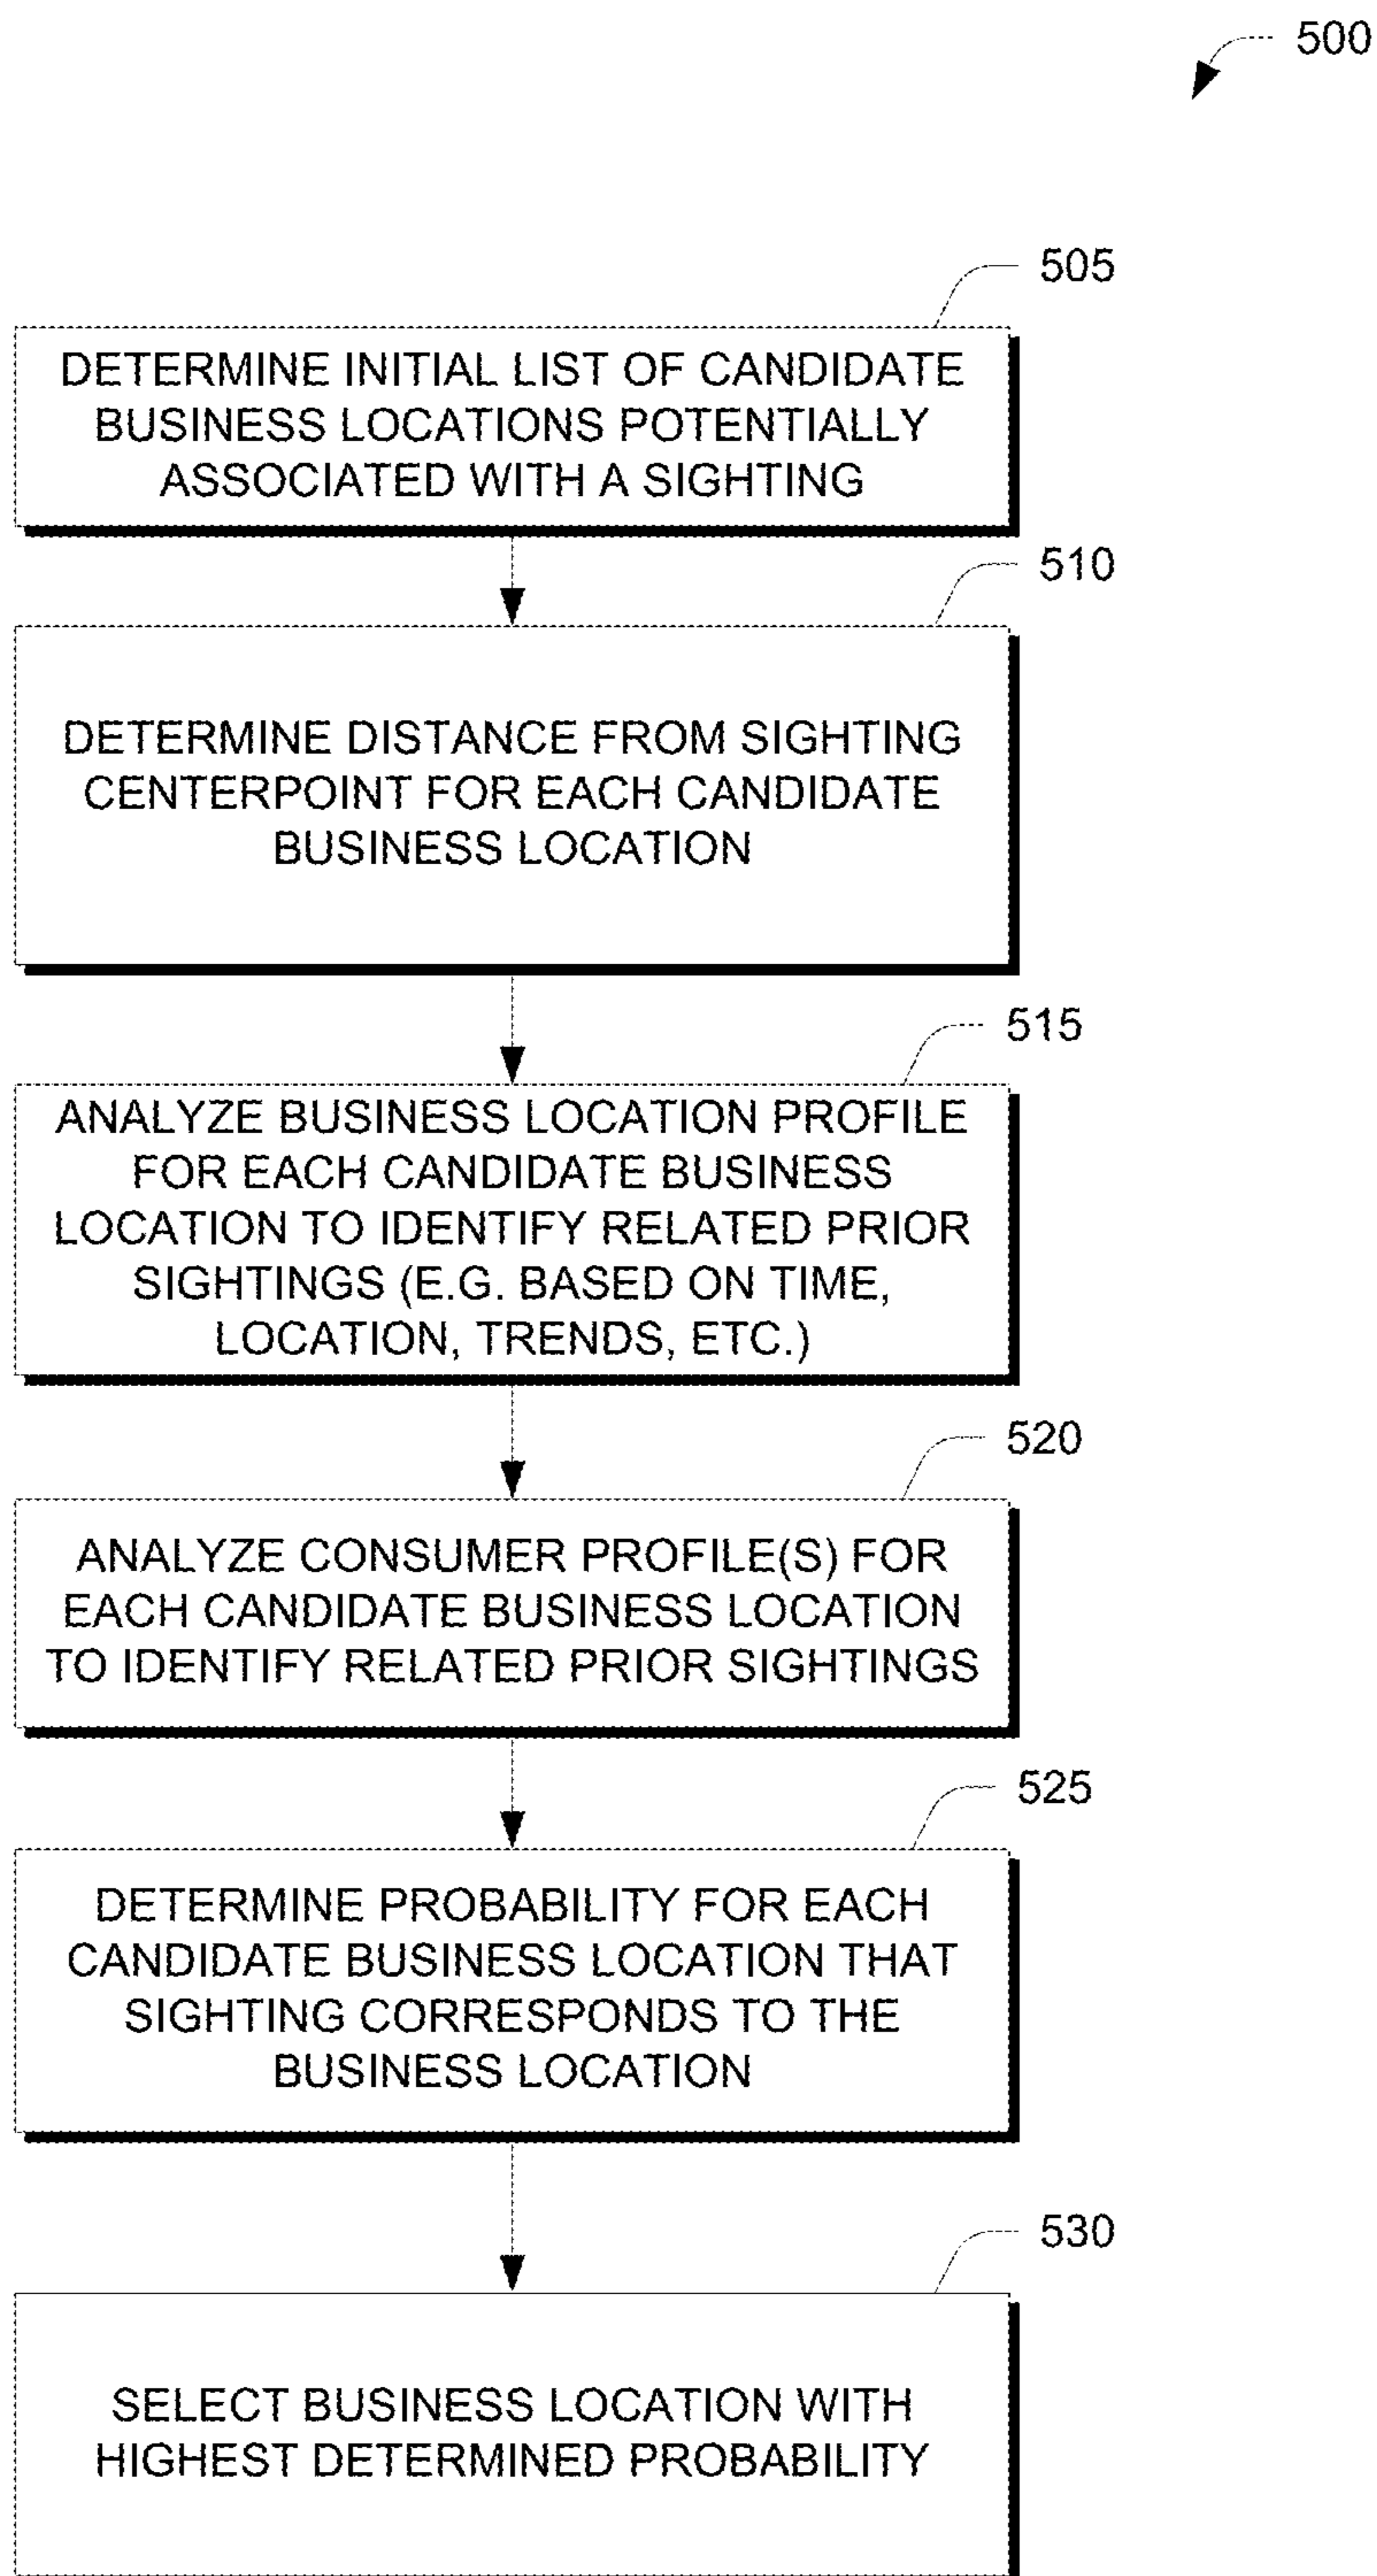 500
505
DETERMINE INITIAL LIST OF CANDIDATE
BUSINESS LOCATIONS POTENTIALLY
ASSOCIATED WITH A SIGHTING
510
DETERMINE DISTANCE FROM SIGHTING
CENTERPOINT FOR EACH CANDIDATE
BUSINESS LOCATION
515
ANALYZE BUSINESS LOCATION PROFILE
FOR EACH CANDIDATE BUSINESS
LOCATION TO IDENTIFY RELATED PRIOR
SIGHTINGS (E.G. BASED ON TIME,
LOCATION, TRENDS, ETC.)
520
ANALYZE CONSUMER PROFILE(S) FOR
EACH CANDIDATE BUSINESS LOCATION
TO IDENTIFY RELATED PRIOR SIGHTINGS
525
DETERMINE PROBABILITY FOR EACH
CANDIDATE BUSINESS LOCATION THAT
SIGHTING CORRESPONDS TO THE
BUSINESS LOCATION
530
SELECT BUSINESS LOCATION WITH
HIGHEST DETERMINED PROBABILITY